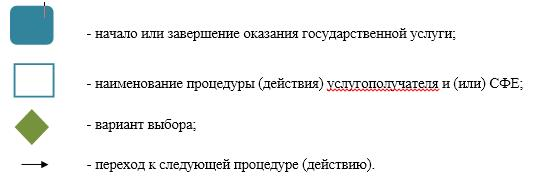 - начало или завершение оказания государственной услуги;
- наименование процедуры (действия) услугополучателя и (или) СФЕ;
- вариант выбора;
- переход к следующей процедуре (действию).